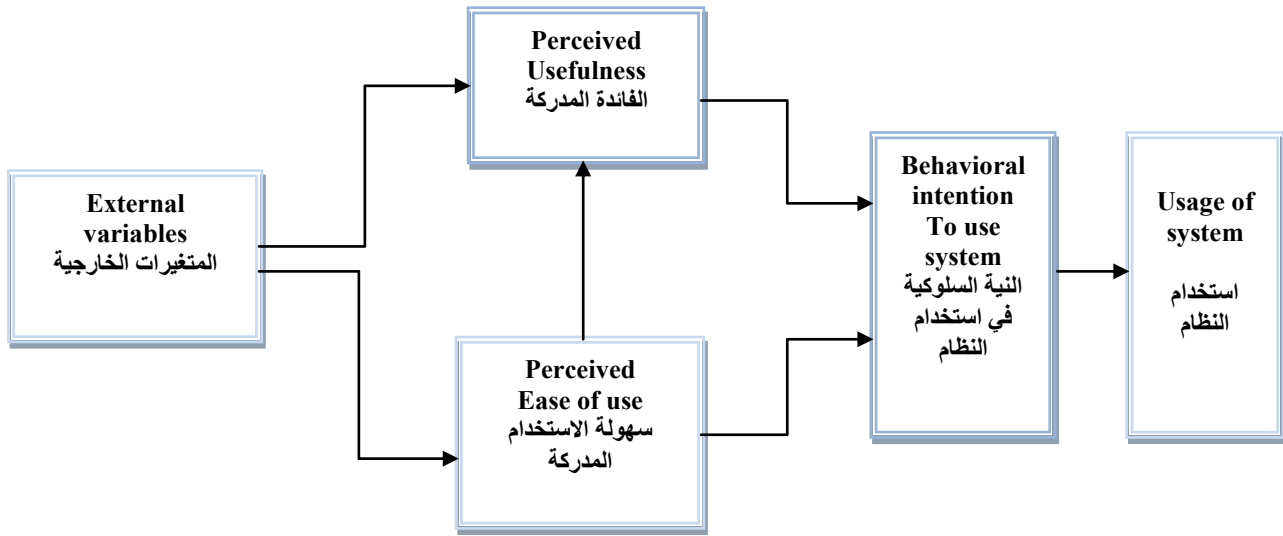 Perceived
Usefulness
الفائدة المدركة
External
variables
المتغيرات الخارجية
Perceived
Ease of use
سهولة الاستخدام
المدركة
Behavioral
intention
To use
system
النية السلوكية
في استخدام
النظام
Usage of
system
استخدام
النظام